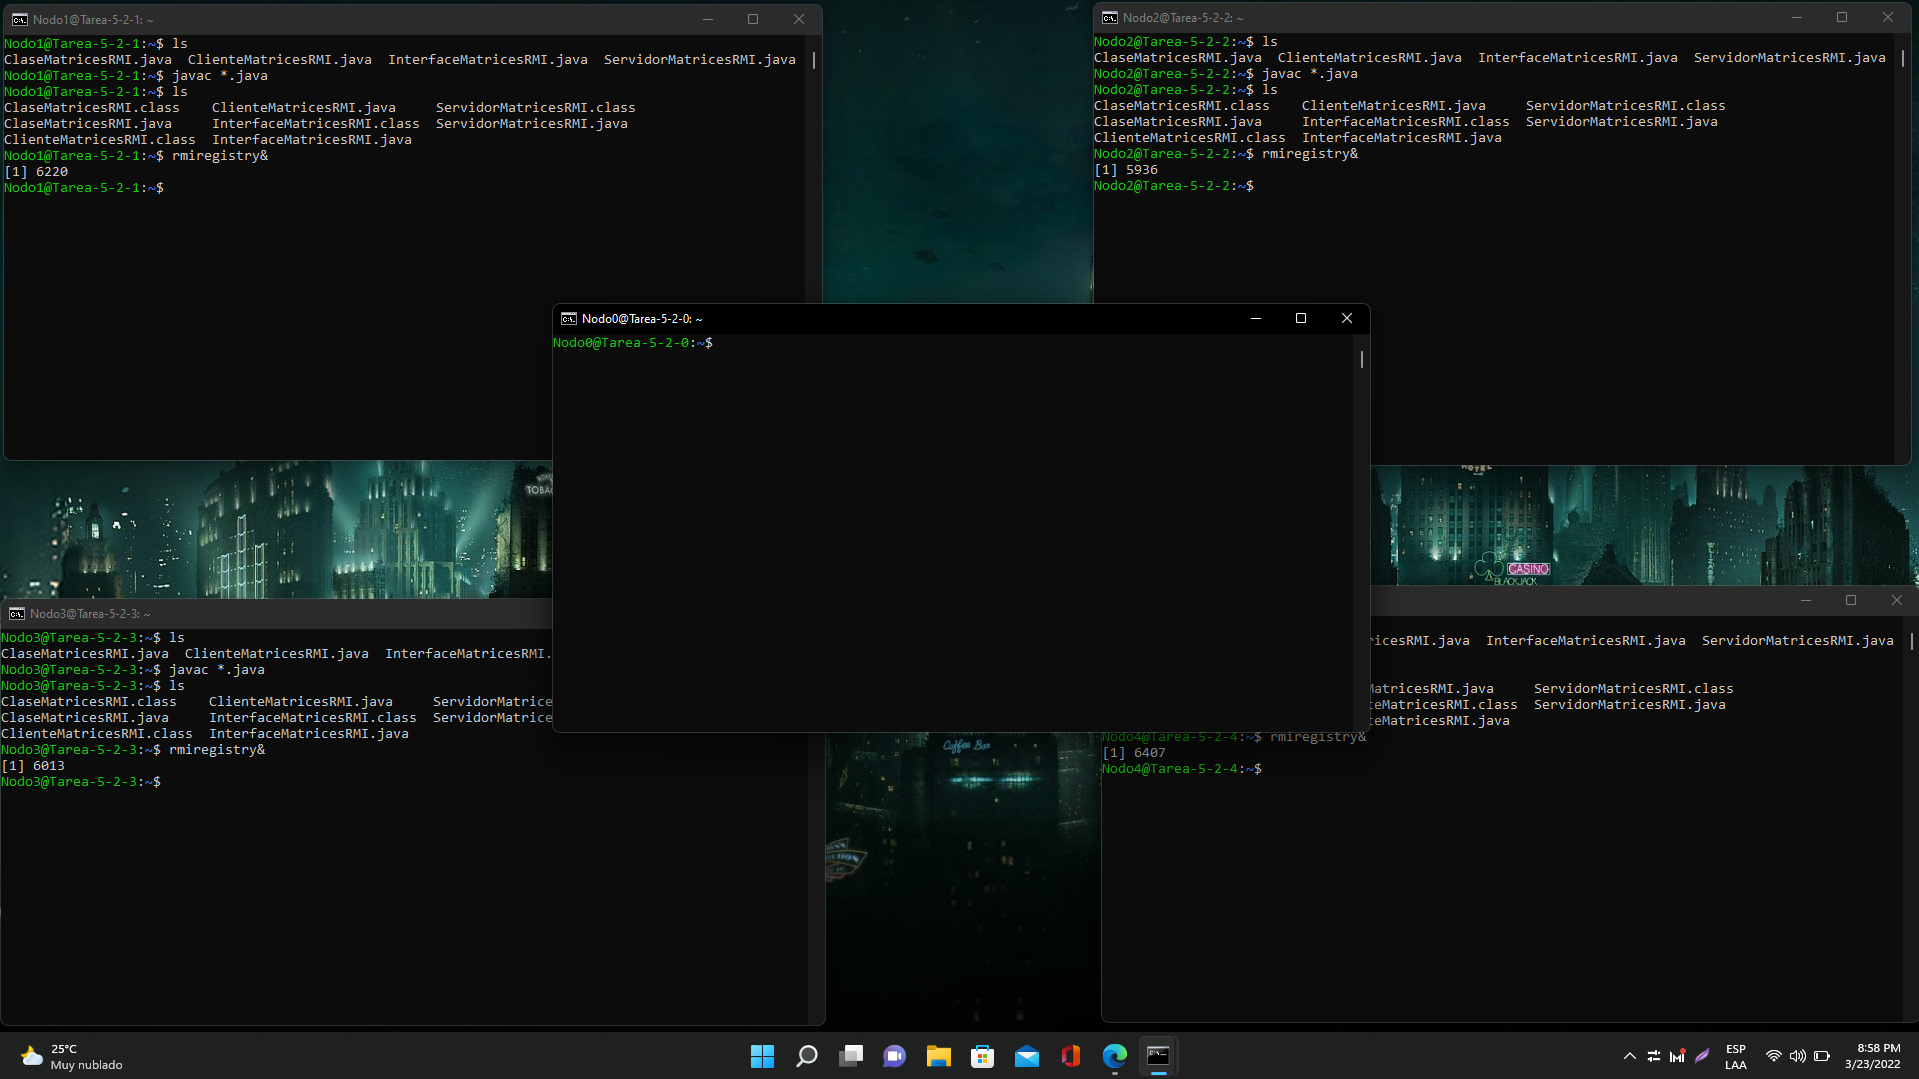 Nodo1@Tarea-5-2-1: ~
Nodo1@Tarea-5-2-1:~$ ls
ClaseMatricesRMI.java  ClienteMatricesRMI.java  InterfaceMatricesRMI.java  ServidorMatricesRMI.java
Nodo1@Tarea-5-2-1:~$ javac *.java
Nodo1@Tarea-5-2-1:~$ ls
ClaseMatricesRMI.class    ClienteMatricesRMI.java     ServidorMatricesRMI.class
ClaseMatricesRMI.java     InterfaceMatricesRMI.class  ServidorMatricesRMI.java
ClienteMatricesRMI.class  InterfaceMatricesRMI.java
Nodo1@Tarea-5-2-1:~$ rmiregistry&
[1] 6220
Nodo1@Tarea-5-2-1:~$
Nodo2@Tarea-5-2-2: ~
Nodo2@Tarea-5-2-2:~$ ls
ClaseMatricesRMI.java  ClienteMatricesRMI.java  InterfaceMatricesRMI.java  ServidorMatricesRMI.java
Nodo2@Tarea-5-2-2:~$ javac *.java
Nodo2@Tarea-5-2-2:~$ ls
ClaseMatricesRMI.class    ClienteMatricesRMI.java     ServidorMatricesRMI.class
ClaseMatricesRMI.java     InterfaceMatricesRMI.class  ServidorMatricesRMI.java
ClienteMatricesRMI.class  InterfaceMatricesRMI.java
Nodo2@Tarea-5-2-2:~$ rmiregistry&
[1] 5936
Nodo2@Tarea-5-2-2:~$
Nodo0@Tarea-5-2-0: ~
Nodo0@Tarea-5-2-0:~$
TOBAC
HOTEL
CASINO
BLACKJACK
Nodo3@Tarea-5-2-3: ~
Nodo3@Tarea-5-2-3:~$ ls
ClaseMatricesRMI.java  ClienteMatricesRMI.java  InterfaceMatricesRMI.
Nodo3@Tarea-5-2-3:~$ javac *.java
Nodo3@Tarea-5-2-3:~$ ls
ClaseMatricesRMI.class    ClienteMatricesRMI.java     ServidorMatrice
ClaseMatricesRMI.java     InterfaceMatricesRMI.class  ServidorMatrice
ClienteMatricesRMI.class  InterfaceMatricesRMI.java
Nodo3@Tarea-5-2-3:~$ rmiregistry&
[1] 6013
Nodo3@Tarea-5-2-3:~$
ricesRMI.java  InterfaceMatricesRMI.java  ServidorMatricesRMI.java
MatricesRMI.java     ServidorMatricesRMI.class
ceMatricesRMI.class  ServidorMatricesRMI.java
ceMatricesRMI.java
Nodo4@Tarea-5-2-4:~$ rmiregistry&
[1] 6407
Nodo4@Tarea-5-2-4:~$
Coffee Box
25°C
Muy nublado
ESP
LAA
8:58 PM
3/23/2022